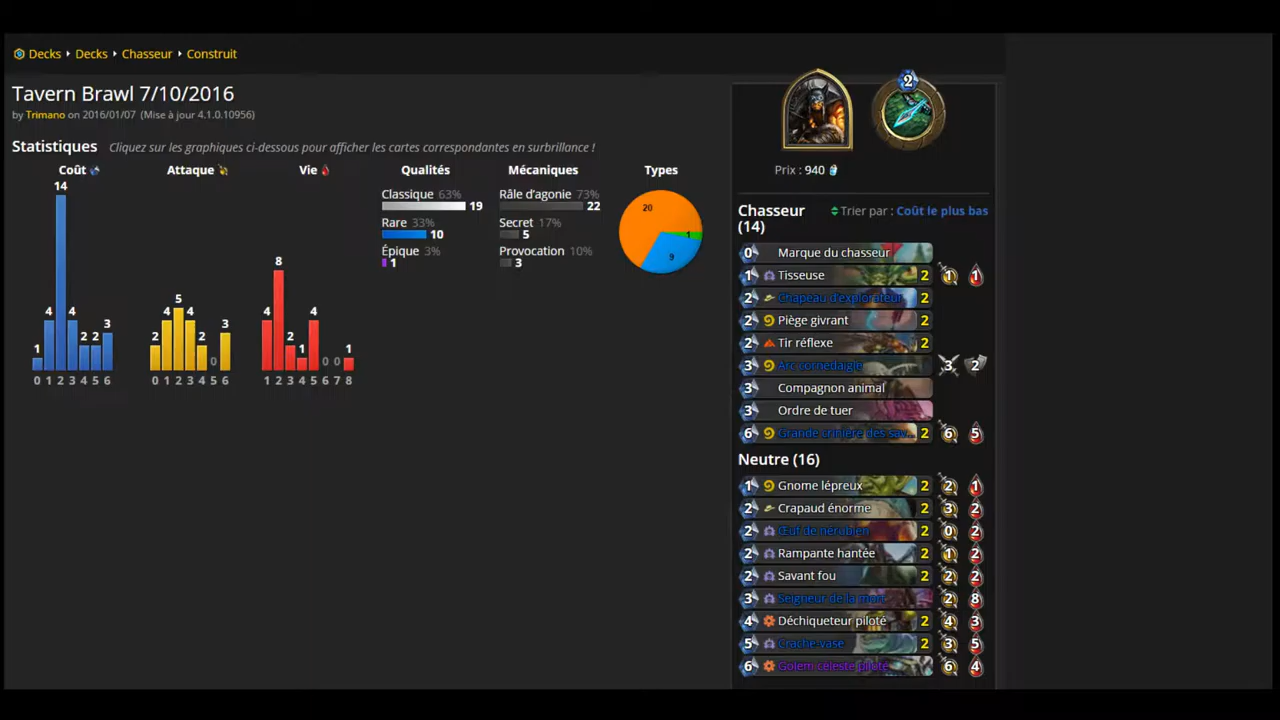 Decks ‣ Decks ‣ Chasseur ‣ Construit
Tavern Brawl 7/10/2016
by Trimano on 2016/01/07 (Mise à jour 4.1.0.10956)
Statistiques Cliquez sur les graphiques ci-dessous pour afficher les cartes correspondantes en surbrillance !
Coût
14
1 4 4 2 2 3
0 1 2 3 4 5 6
Attaque
2 4 5 4 2 0 3
0 1 2 3 4 5 6
Vie
4 8 2 1 4 0 0 1
1 2 3 4 5 6 7 8
Qualités
Classique 63%
19
Rare 33%
10
Épique 3%
1
Mécaniques
Râle d'agonie 73%
22
Secret 17%
5
Provocation 10%
3
Types
20
1
9
2
Prix : 940
Chasseur (14)
Trier par : Coût le plus bas
0 Marque du chasseur
1 Tisseuse 2 1 1
2 Chapeau d'explorateur 2
2 Piège givrant 2
2 Tir réflexe 2
3 Arc cornedaigle 3 2
3 Compagnon animal
3 Ordre de tuer
6 Grande crinière des sav... 2 6 5
Neutre (16)
1 Gnome lépreux 2 2 1
2 Crapaud énorme 2 3 2
2 Œuf de nérubien 2 0 2
2 Rampante hantée 2 1 2
2 Savant fou 2 2 2
3 Seigneur de la mort 2 8
4 Déchiqueteur piloté 2 4 3
5 Crache-vase 2 3 5
6 Golem céleste piloté 6 4